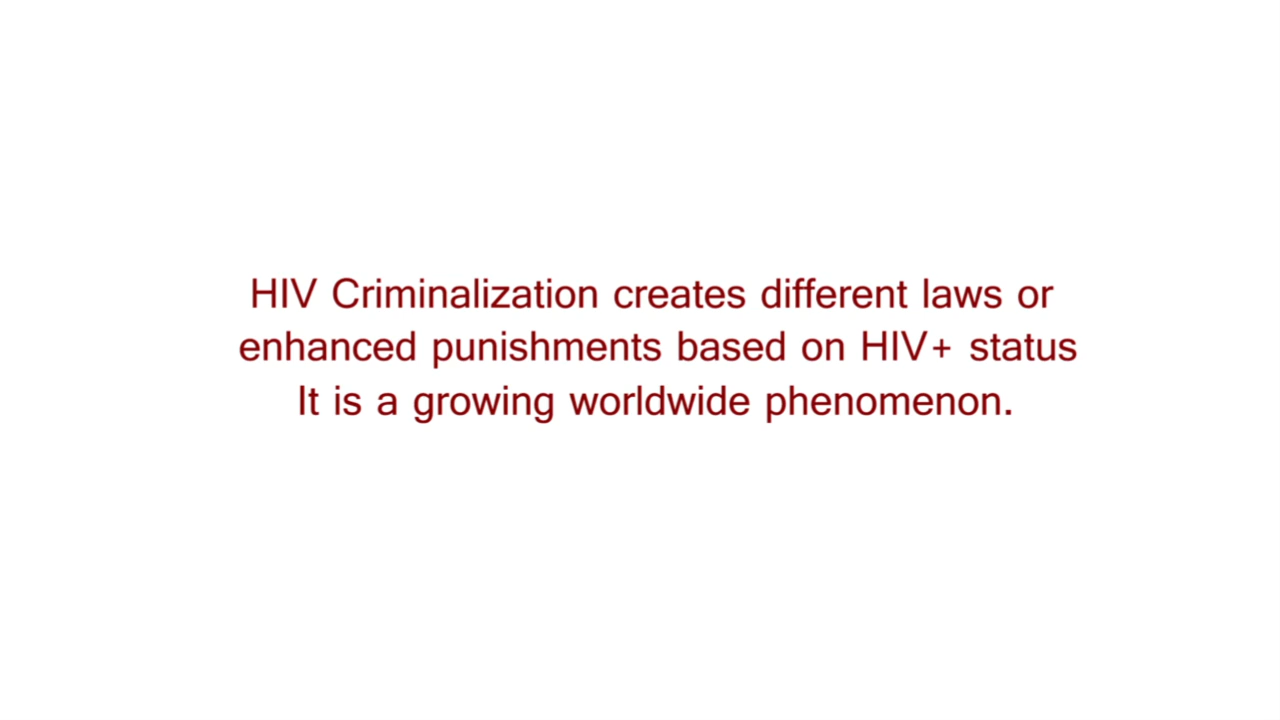 HIV Criminalization creates different laws or
enhanced punishments based on HIV+ status
It is a growing worldwide phenomenon.